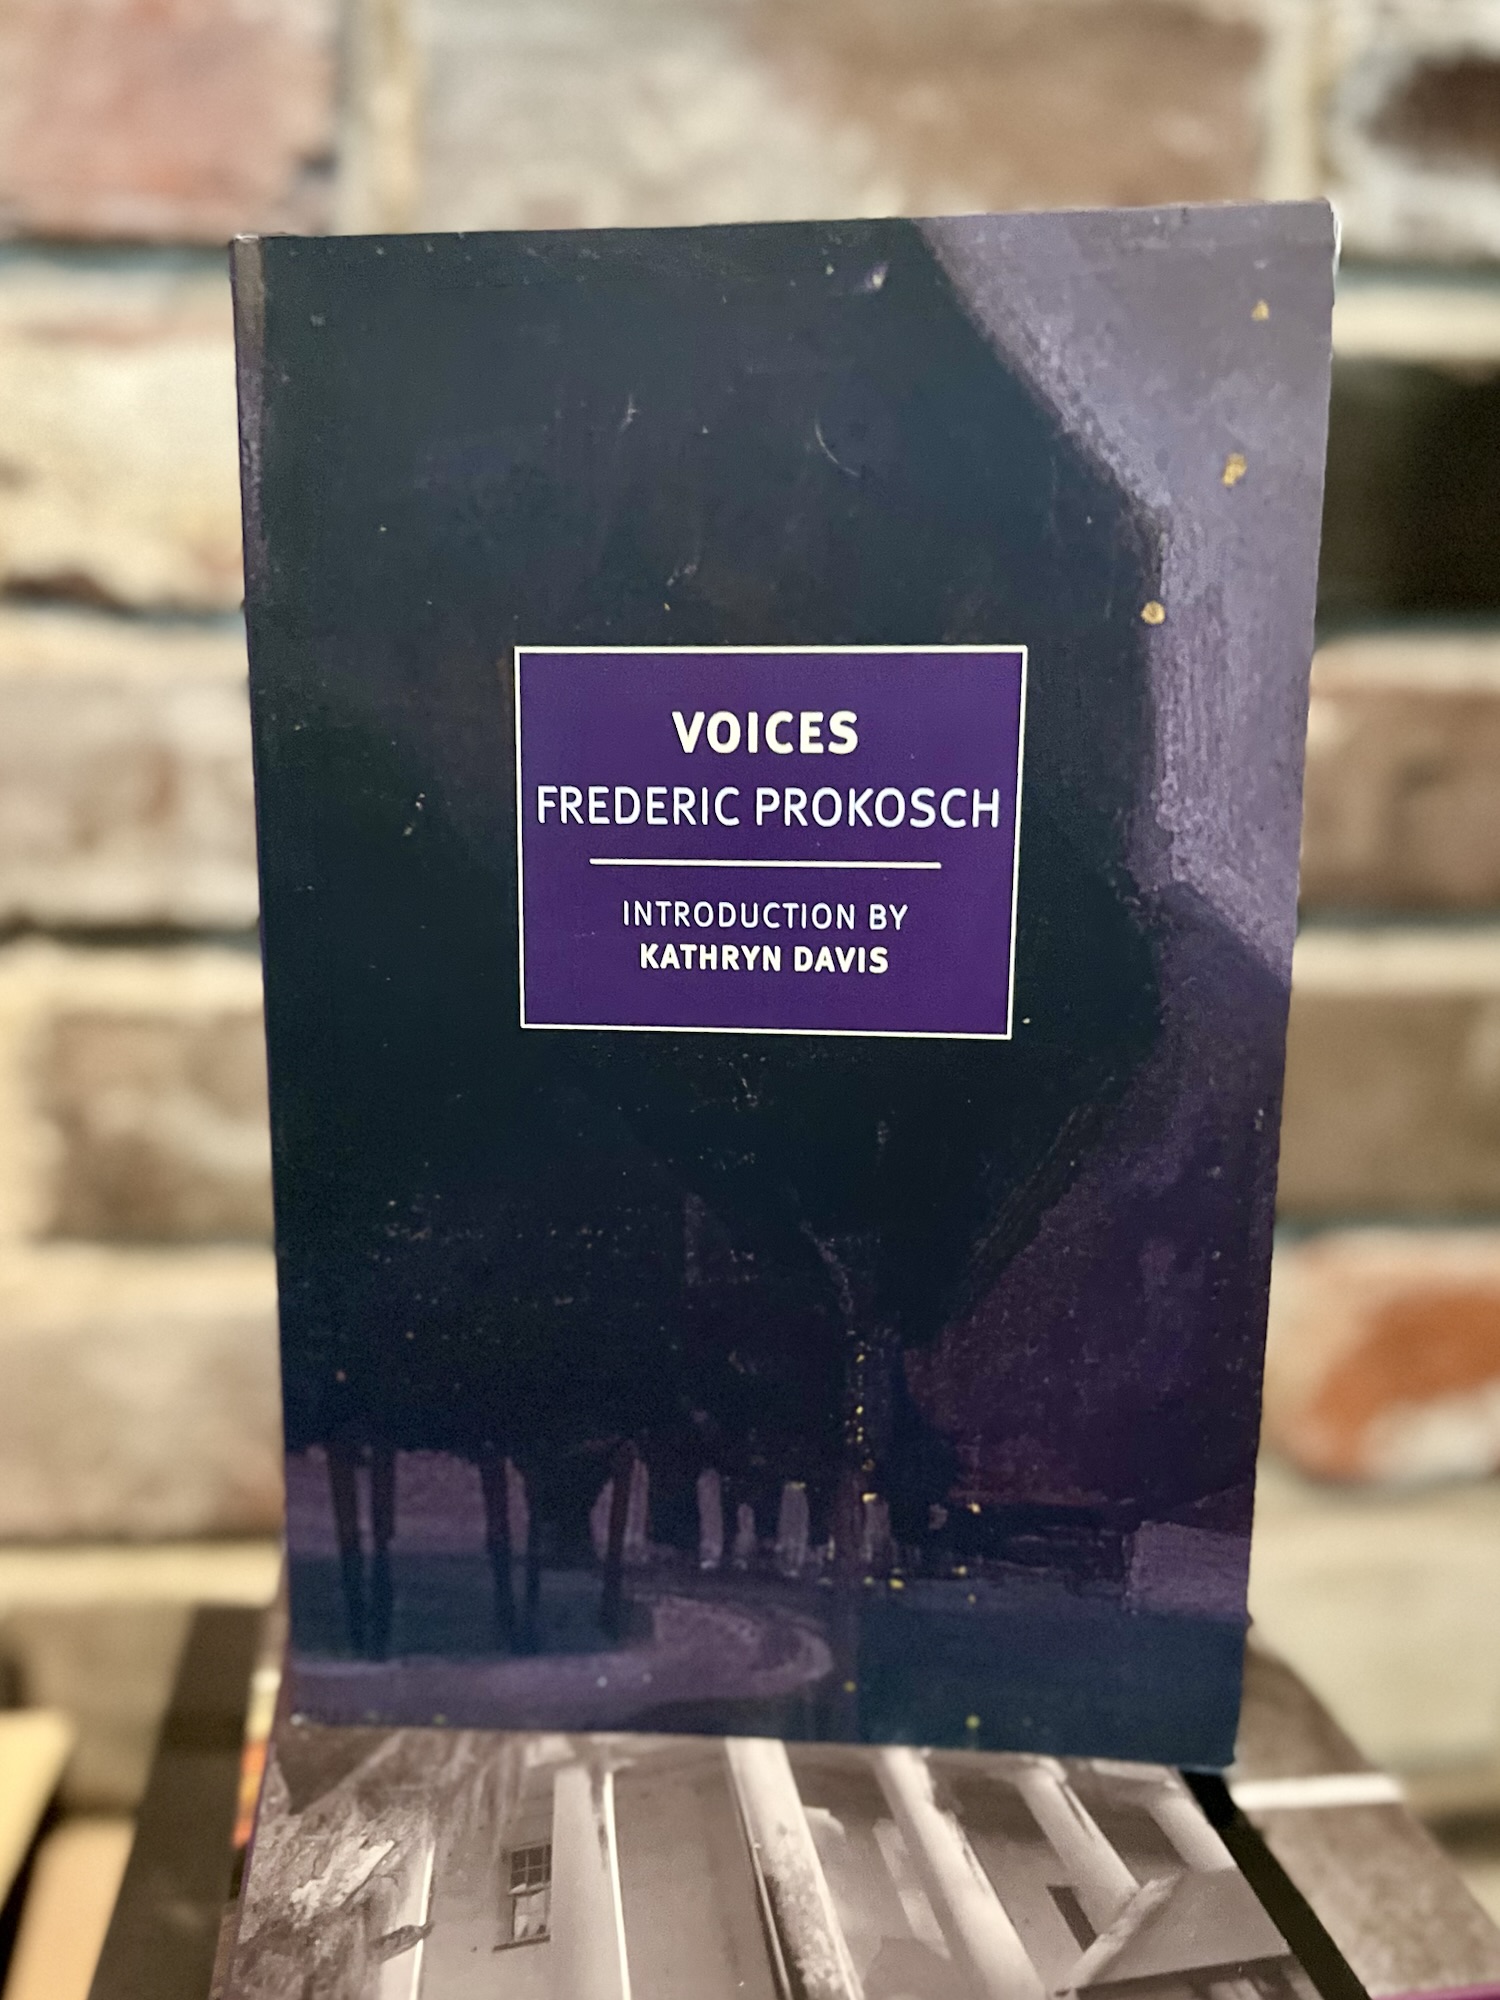 VOICES
FREDERIC PROKOSCH
INTRODUCTION BY
KATHRYN DAVIS